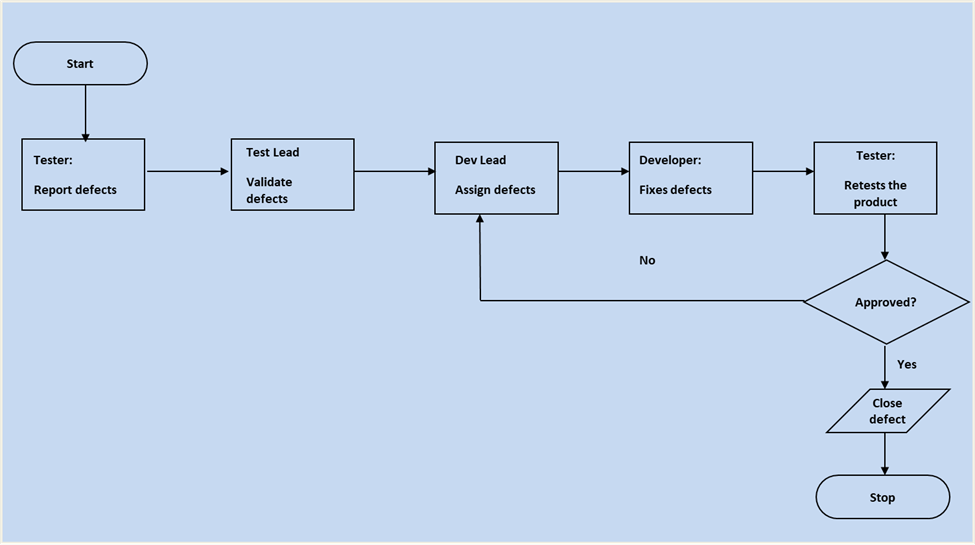 Start
Tester:
Report defects
Test Lead
Validate
defects
Dev Lead
Assign defects
Developer:
Fixes defects
Tester:
Retests the
product
No
Approved?
Yes
Close
defect
Stop